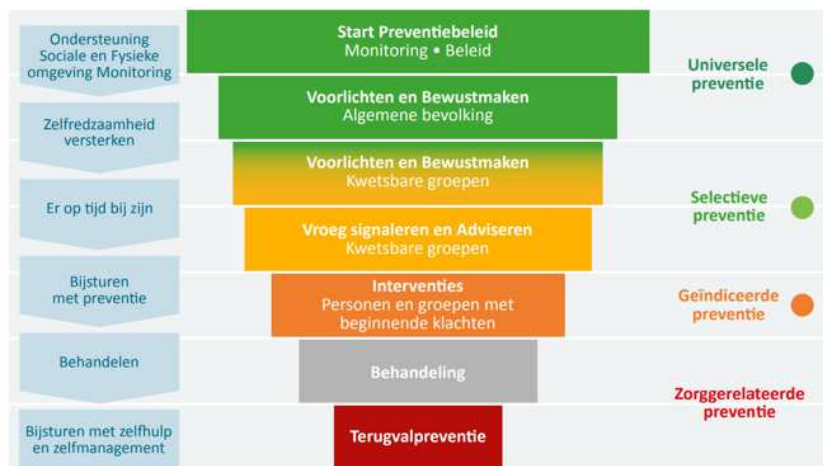 Ondersteuning
Sociale en Fysieke
omgeving Monitoring
Zelfredzaamheid
versterken
Er op tijd bij zijn
Bijsturen
met preventie
Behandelen
Bijsturen met zelfhulp
en zelfmanagement
Start Preventiebeleid
Monitoring • Beleid
Voorlichten en Bewustmaken
Algemene bevolking
Voorlichten en Bewustmaken
Kwetsbare groepen
Vroeg signaleren en Adviseren
Kwetsbare groepen
Interventies
Personen en groepen met
beginnende klachten
Behandeling
Terugvalpreventie
Universele
preventie
Selectieve
preventie
Geïndiceerde
preventie
Zorggerelateerde
preventie